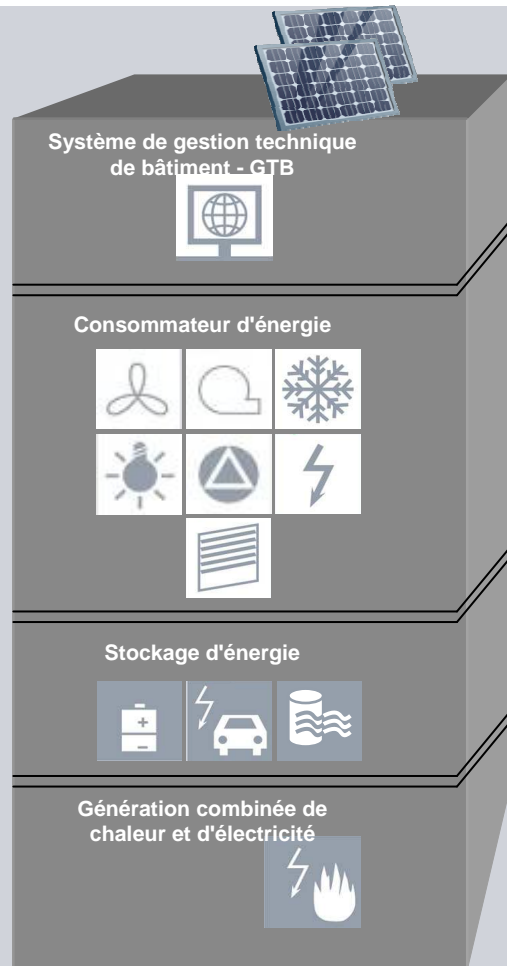 Système de gestion technique
de bâtiment - GTB
Consommateur d'énergie
Stockage d'énergie
Génération combinée de
chaleur et d'électricité